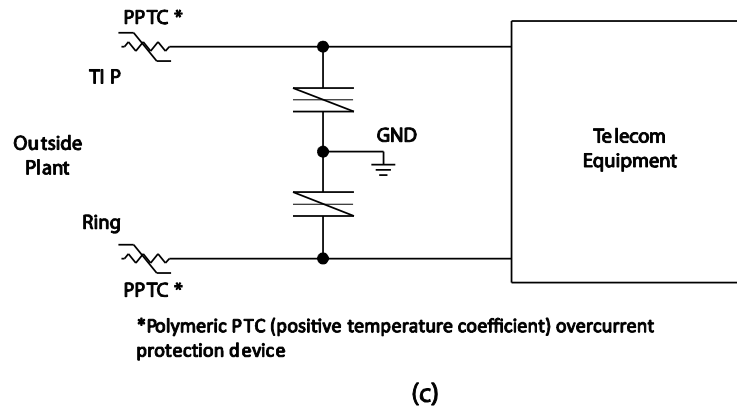 PPTC *
TI P
GND
Outside
Plant
Telecom
Equipment
Ring
PPTC *
*Polymeric PTC (positive temperature coefficient) overcurrent
protection device
(c)